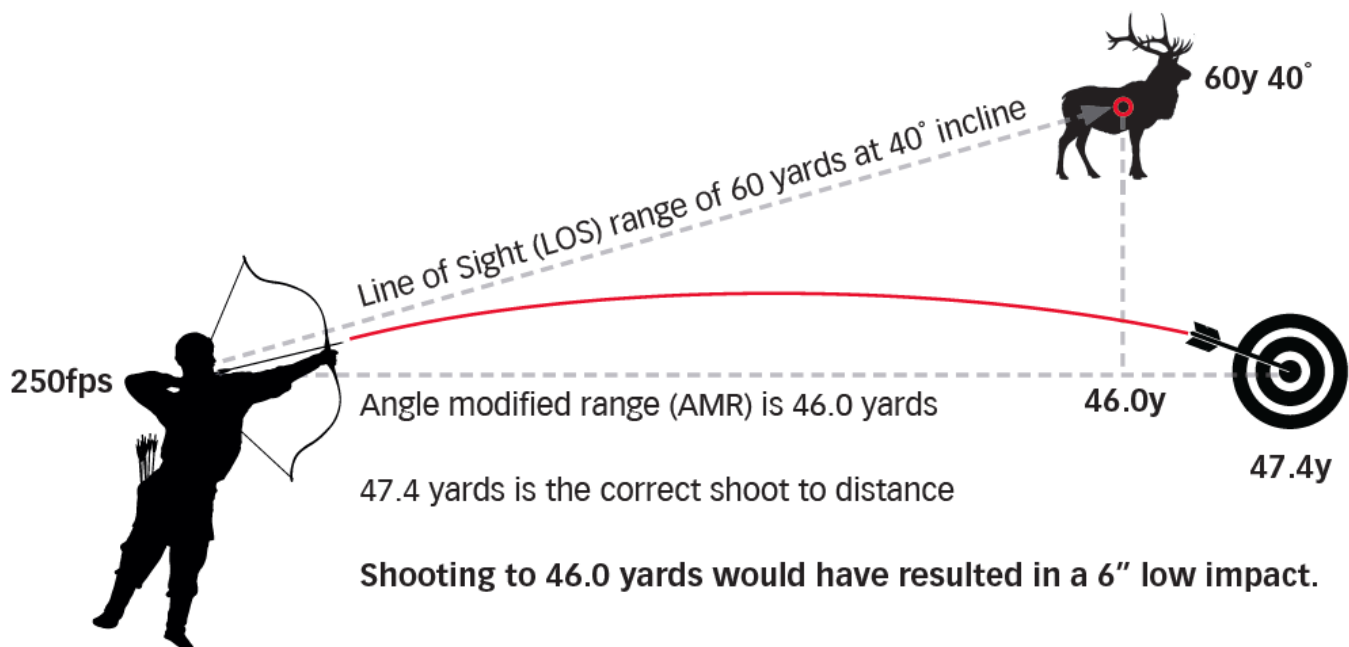 60y 40°
Line of Sight (LOS) range of 60 yards at 40° incline
250fps
Angle modified range (AMR) is 46.0 yards
46.0y
47.4y
47.4 yards is the correct shoot to distance
Shooting to 46.0 yards would have resulted in a 6” low impact.